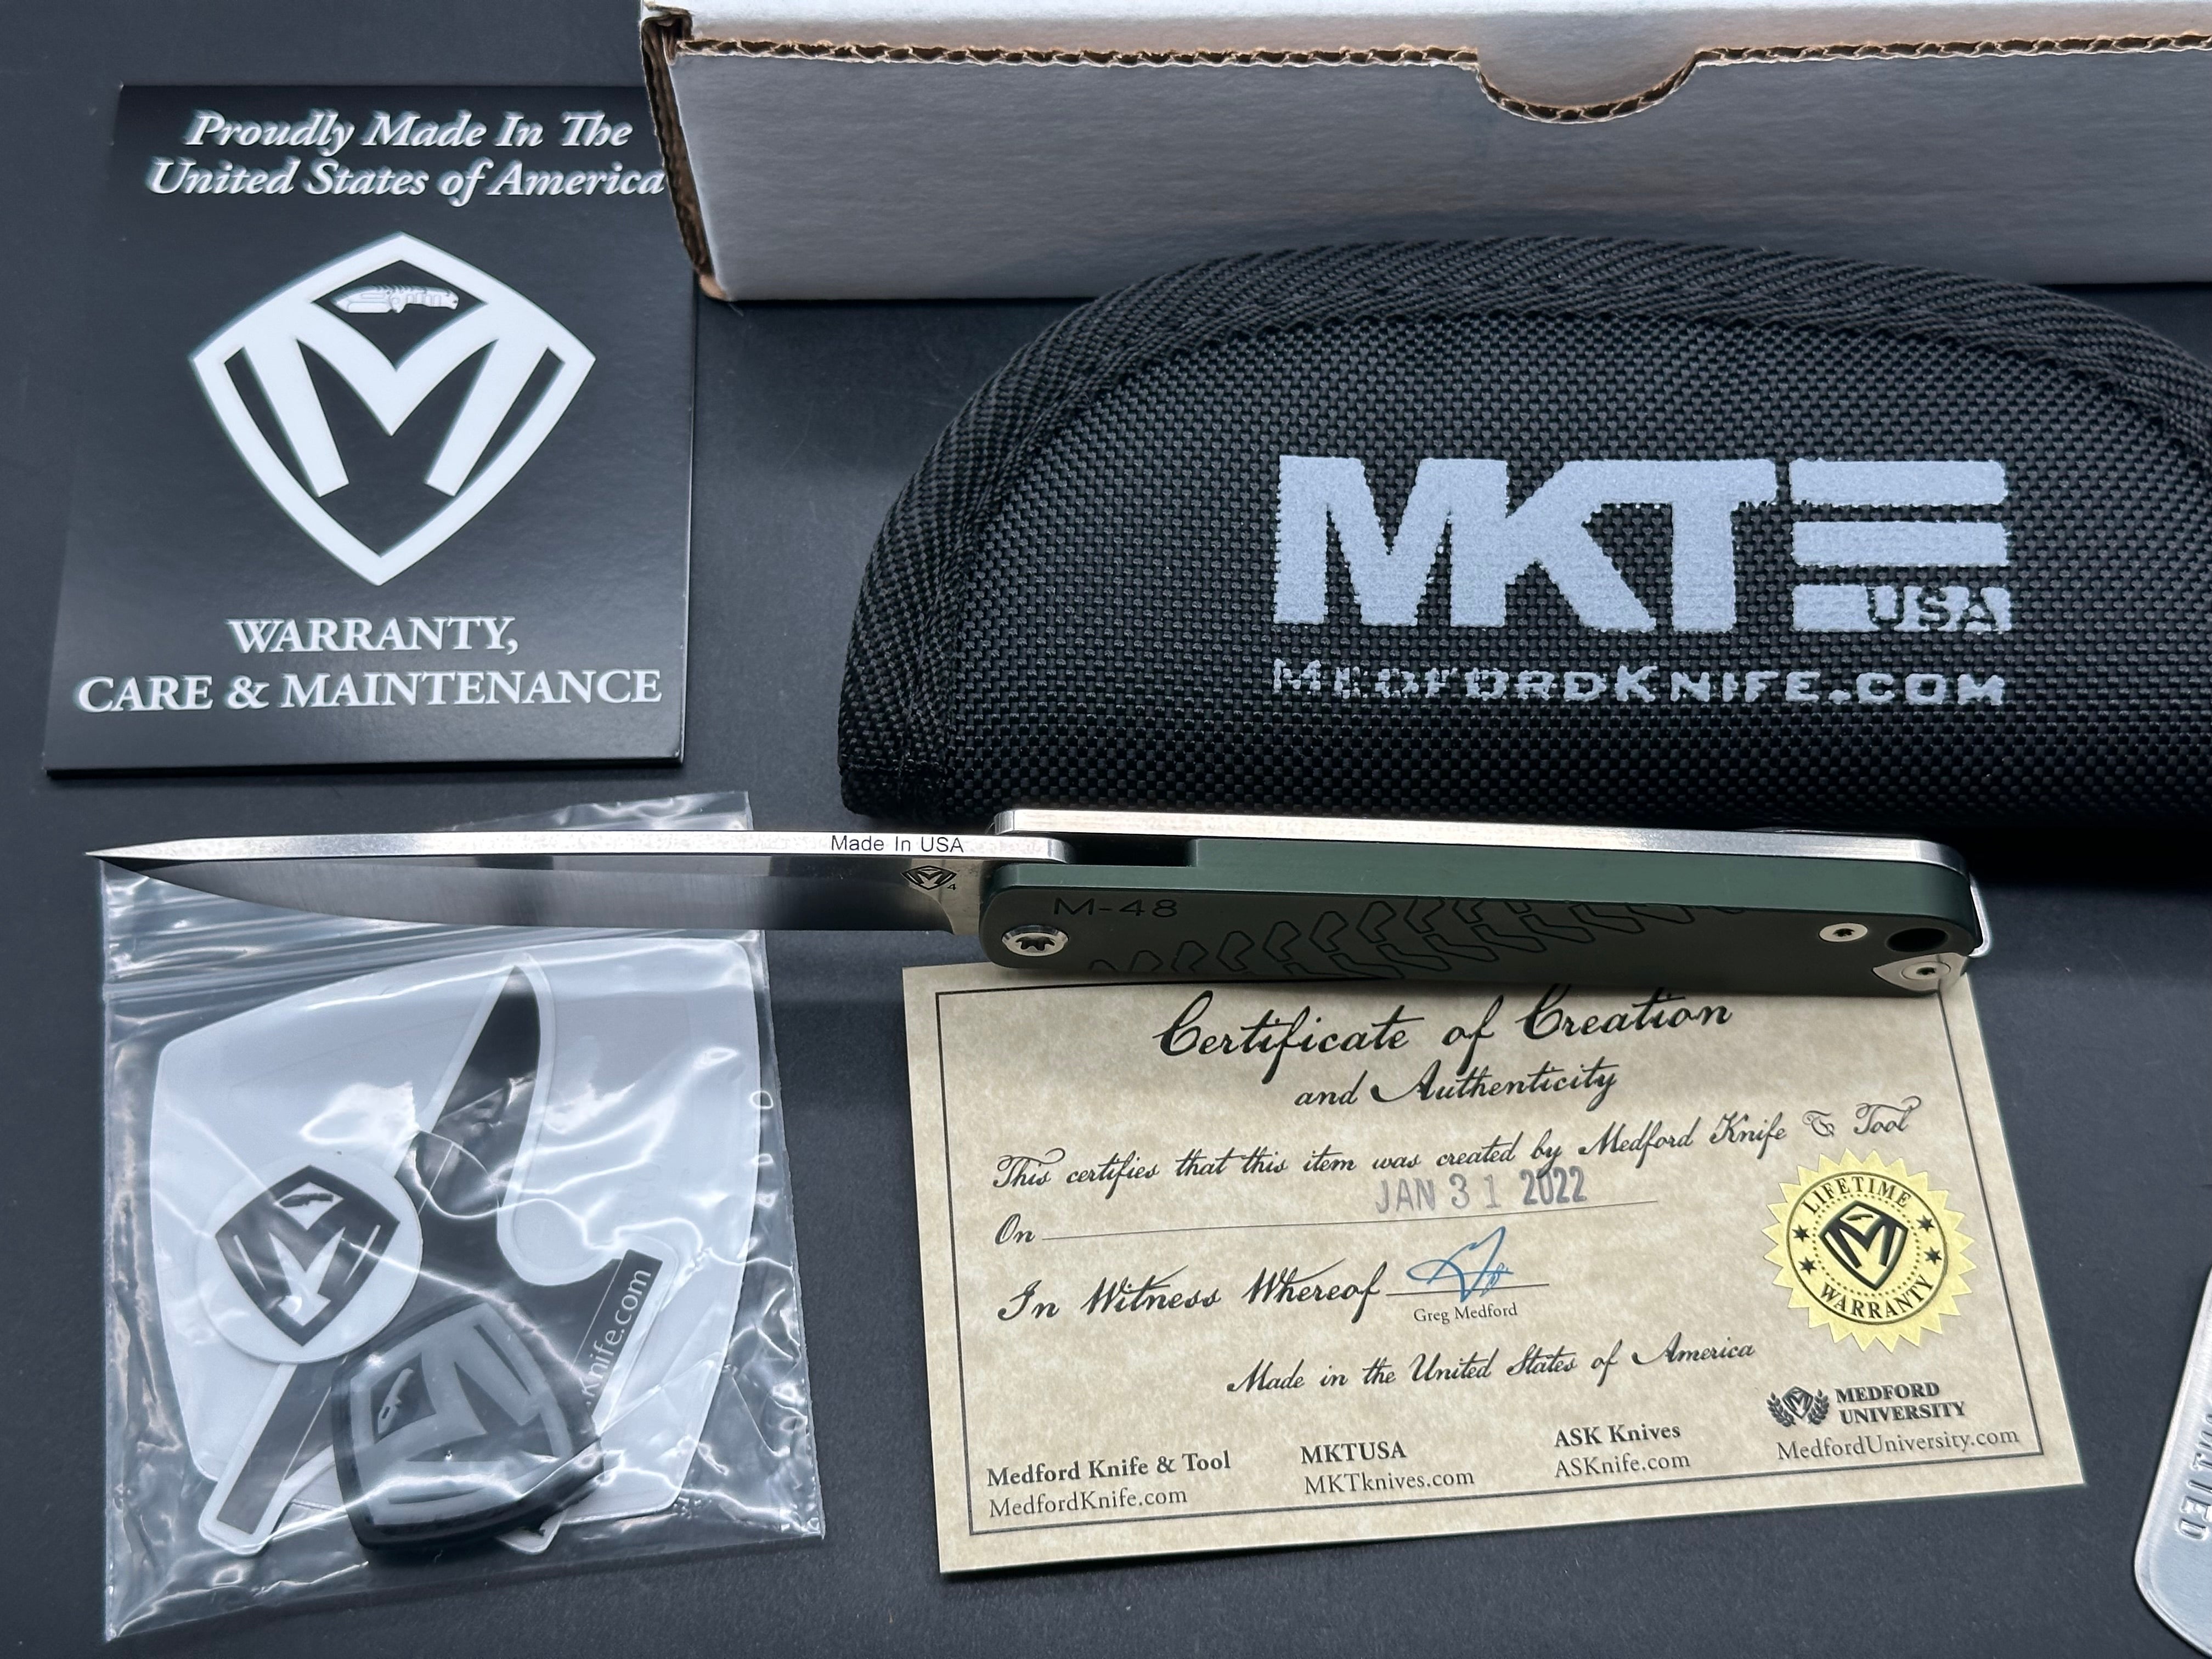 Proudly Made In The
United States of America
WARRANTY,
CARE & MAINTENANCE
MKT
USA
MEDFORDKNIFE.COM
Made In USA
4
M-48
Knife.com
Certificate of Creation
and Authenticity
This certifies that this item was created by Medford Knife & Tool
On JAN 31 2022
In Witness Whereof
Greg Medford
LIFETIME
WARRANTY
Made in the United States of America
Medford Knife & Tool
MedfordKnife.com
MKTUSA
MKTknives.com
ASK Knives
ASKnife.com
MEDFORD
UNIVERSITY
MedfordUniversity.com